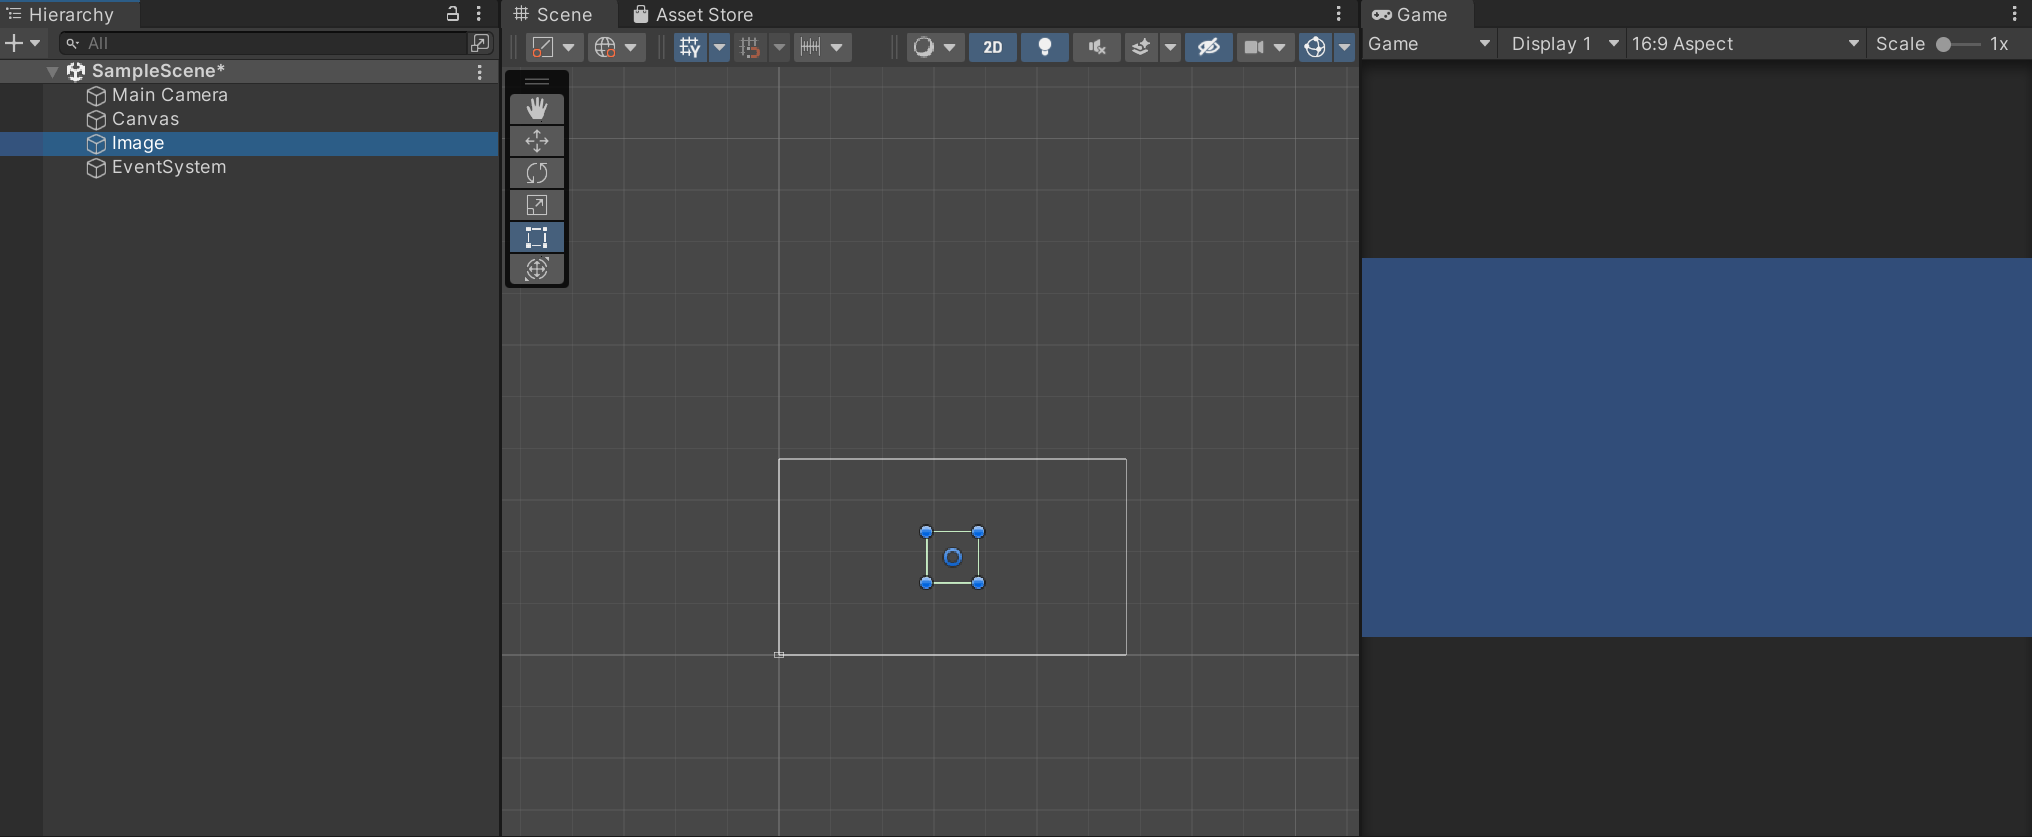 Hierarchy
All
SampleScene*
Main Camera
Canvas
Image
EventSystem
Scene
Asset Store
2D
Game
Game
Display 1
16:9 Aspect
Scale
1x